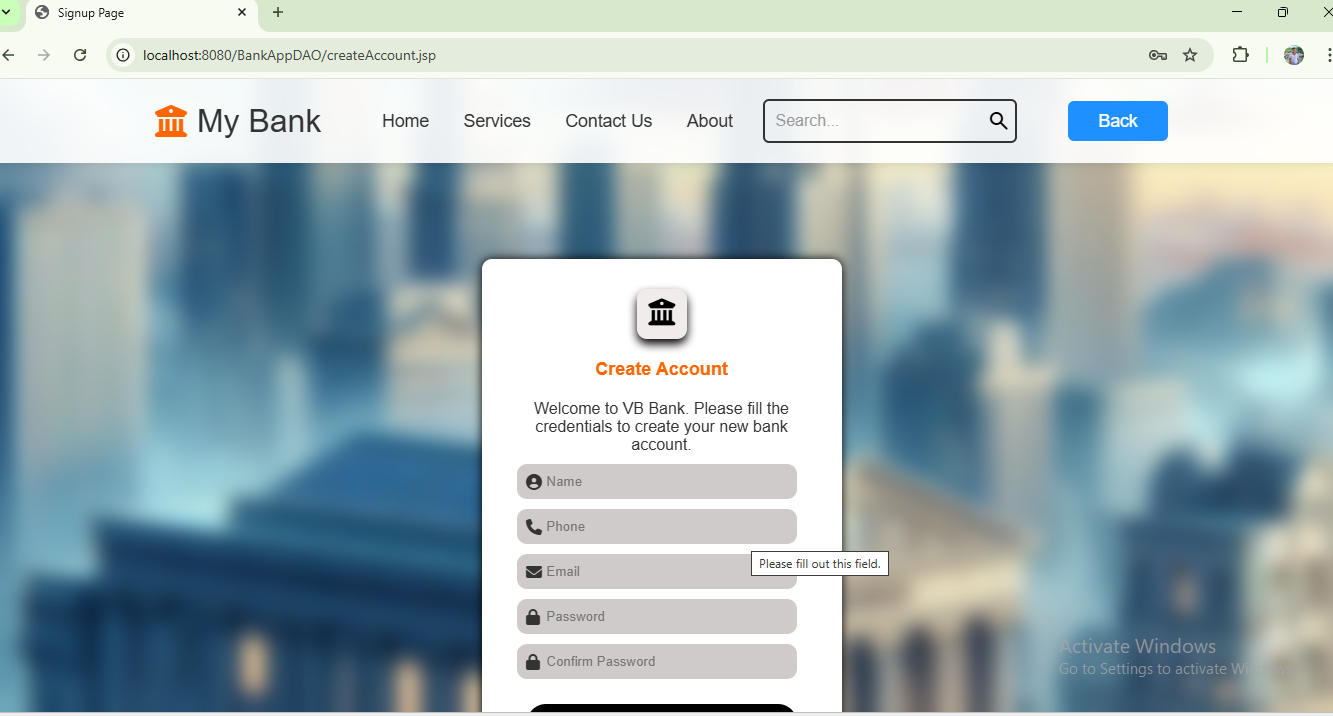 Signup Page
localhost:8080/BankAppDAO/createAccount.jsp
My Bank
Home
Services
Contact Us
About
Search...
Back
Create Account
Welcome to VB Bank. Please fill the
credentials to create your new bank
account.
Name
Phone
Please fill out this field.
Email
Password
Confirm Password
Activate Windows
Go to Settings to activate